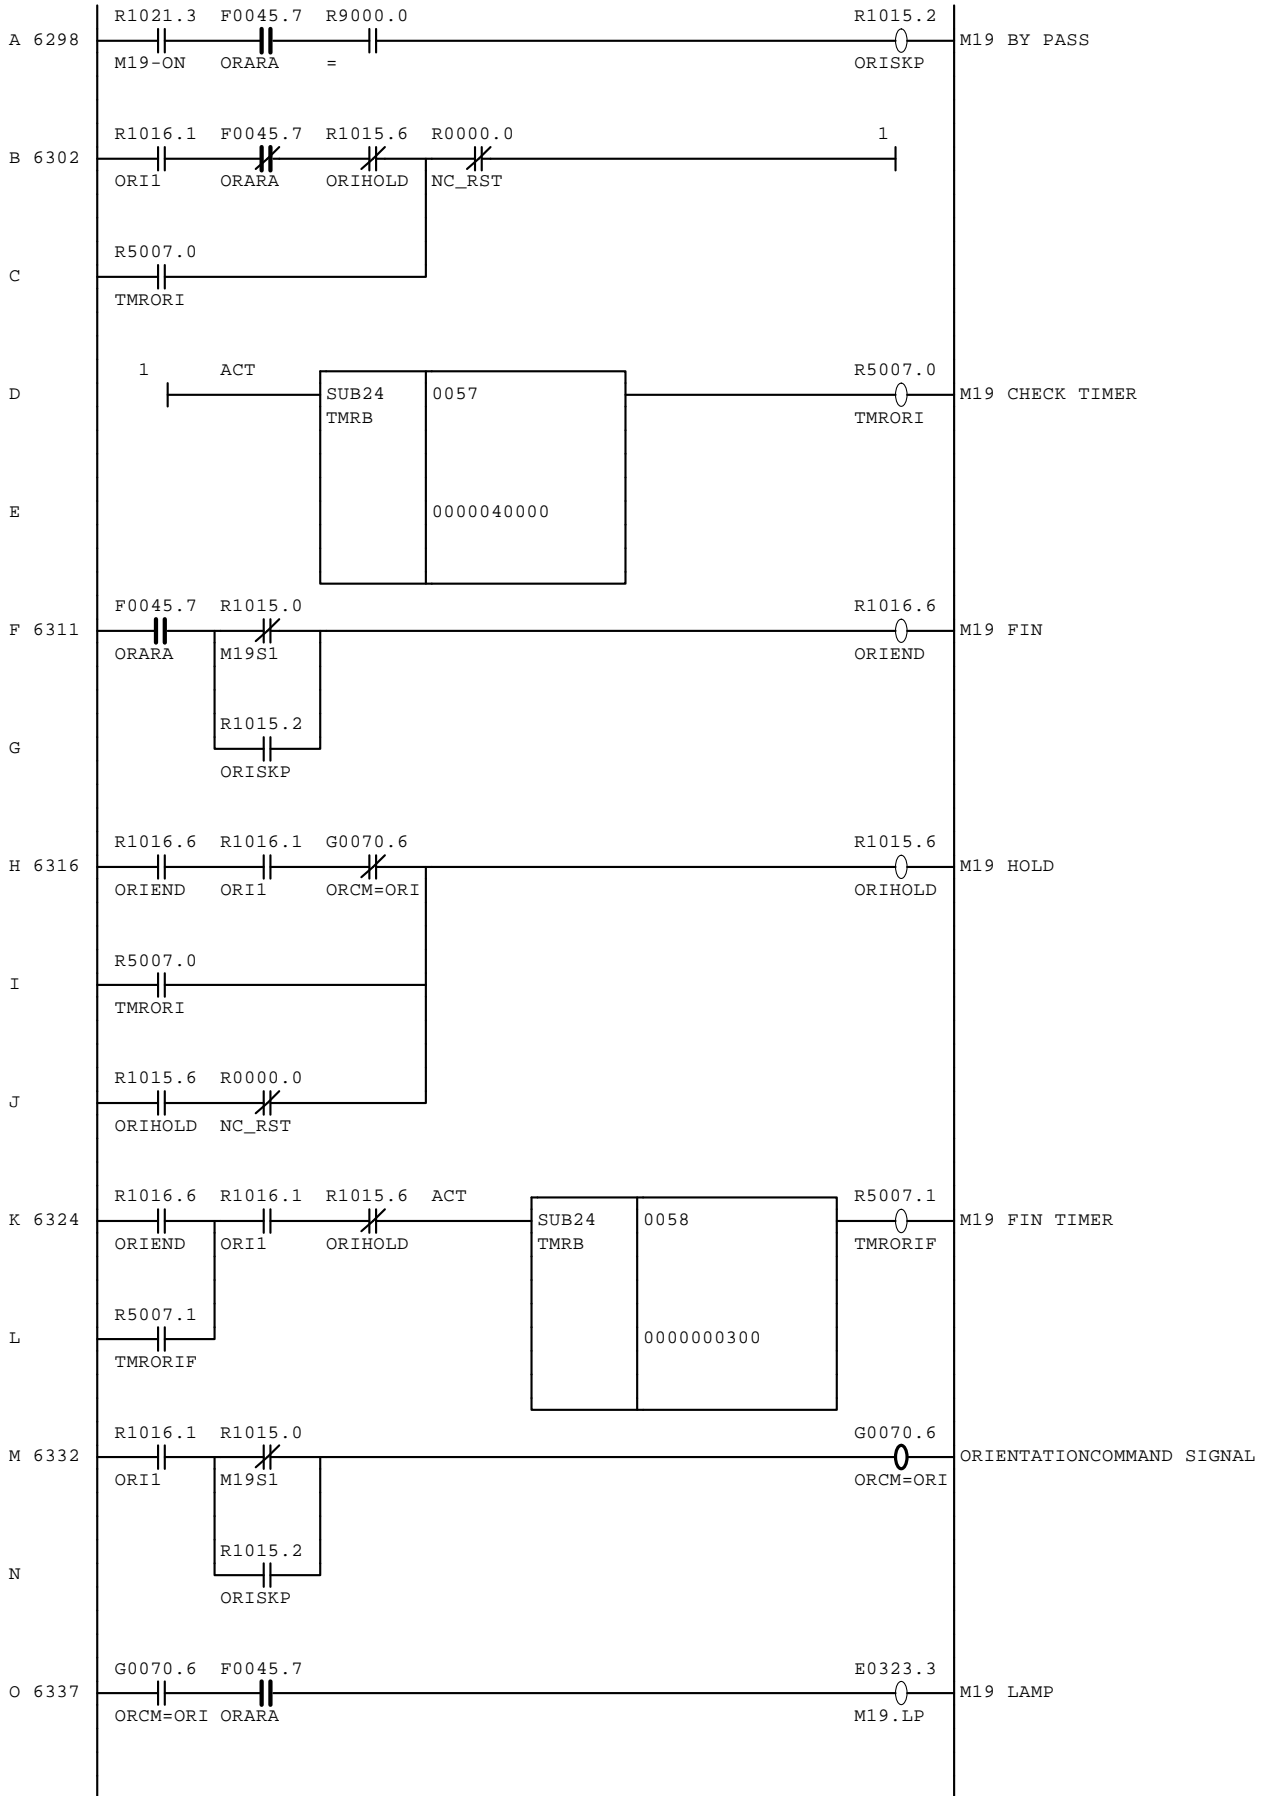 R1021.3 F0045.7 R9000.0 R1015.2
A 6298 M19 BY PASS
M19-ON ORARA = ORISKP
R1016.1 F0045.7 R1015.6 R0000.0 1
B 6302
ORI1 ORARA ORIHOLD NC_RST
R5007.0
C
TMRORI
1 ACT R5007.0
D SUB24 0057 M19 CHECK TIMER
TMRB TMRORI
E 0000040000
F0045.7 R1015.0 R1016.6
F 6311 M19 FIN
ORARA M19S1 ORIEND
R1015.2
G
ORISKP
R1016.6 R1016.1 G0070.6 R1015.6
H 6316 M19 HOLD
ORIEND ORI1 ORCM=ORI ORIHOLD
R5007.0
I
TMRORI
R1015.6 R0000.0
J
ORIHOLD NC_RST
R1016.6 R1016.1 R1015.6 ACT R5007.1
K 6324 SUB24 0058 M19 FIN TIMER
ORIEND ORI1 ORIHOLD TMRB TMRORIF
R5007.1
L 0000000300
TMRORIF
R1016.1 R1015.0 G0070.6
M 6332 ORIENTATIONCOMMAND SIGNAL
ORI1 M19S1 ORCM=ORI
R1015.2
N
ORISKP
G0070.6 F0045.7 E0323.3
O 6337 M19 LAMP
ORCM=ORI ORARA M19.LP